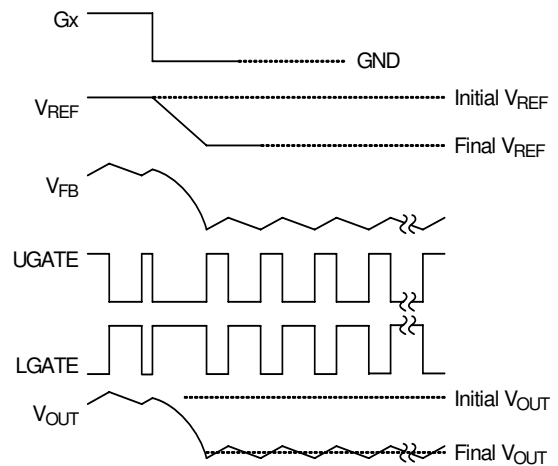 Gx
GND
VREF
Initial VREF
Final VREF
VFB
UGATE
LGATE
VOUT
Initial VOUT
Final VOUT